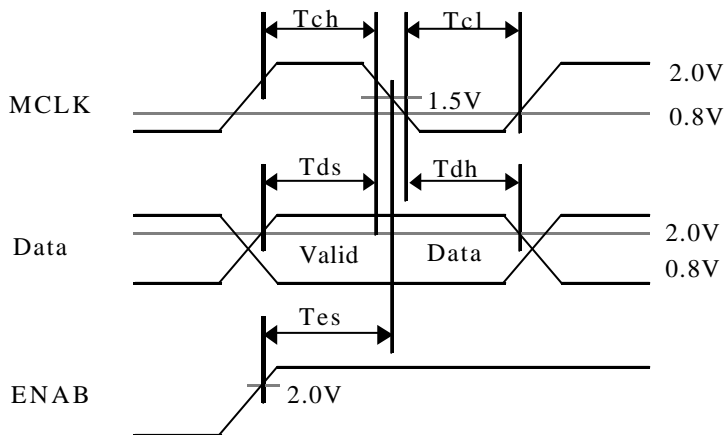 Tch Tcl
2.0V
MCLK 1.5V
0.8V
Tds Tdh
Data Valid Data 2.0V
0.8V
Tes
ENAB 2.0V